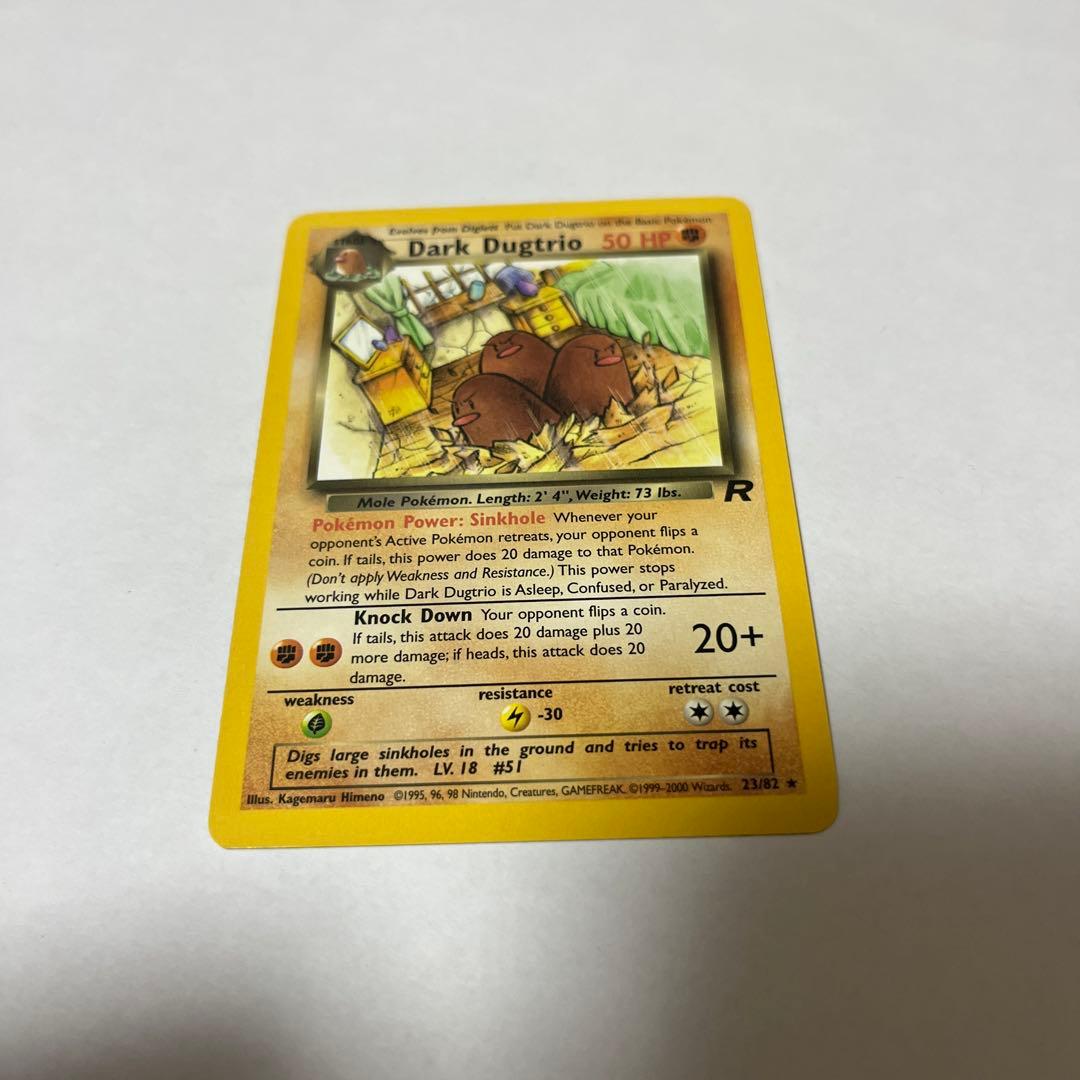 Evolves from Diglett Put Dark Dugtrio on the Basic Pokémon
STAGE 1
Dark Dugtrio 50 HP
Mole Pokémon. Length: 2' 4", Weight: 73 lbs.
R
Pokémon Power: Sinkhole Whenever your
opponent's Active Pokémon retreats, your opponent flips a
coin. If tails, this power does 20 damage to that Pokémon.
(Don't apply Weakness and Resistance.) This power stops
working while Dark Dugtrio is Asleep, Confused, or Paralyzed.
Knock Down Your opponent flips a coin.
If tails, this attack does 20 damage plus 20
more damage; if heads, this attack does 20
damage.
20+
weakness
resistance
retreat cost
-30
Digs large sinkholes in the ground and tries to trap its
enemies in them. LV. 18 #51
Illus. Kagemaru Himeno ©1995, 96, 98 Nintendo, Creatures, GAMEFREAK. ©1999-2000 Wizards. 23/82 ★